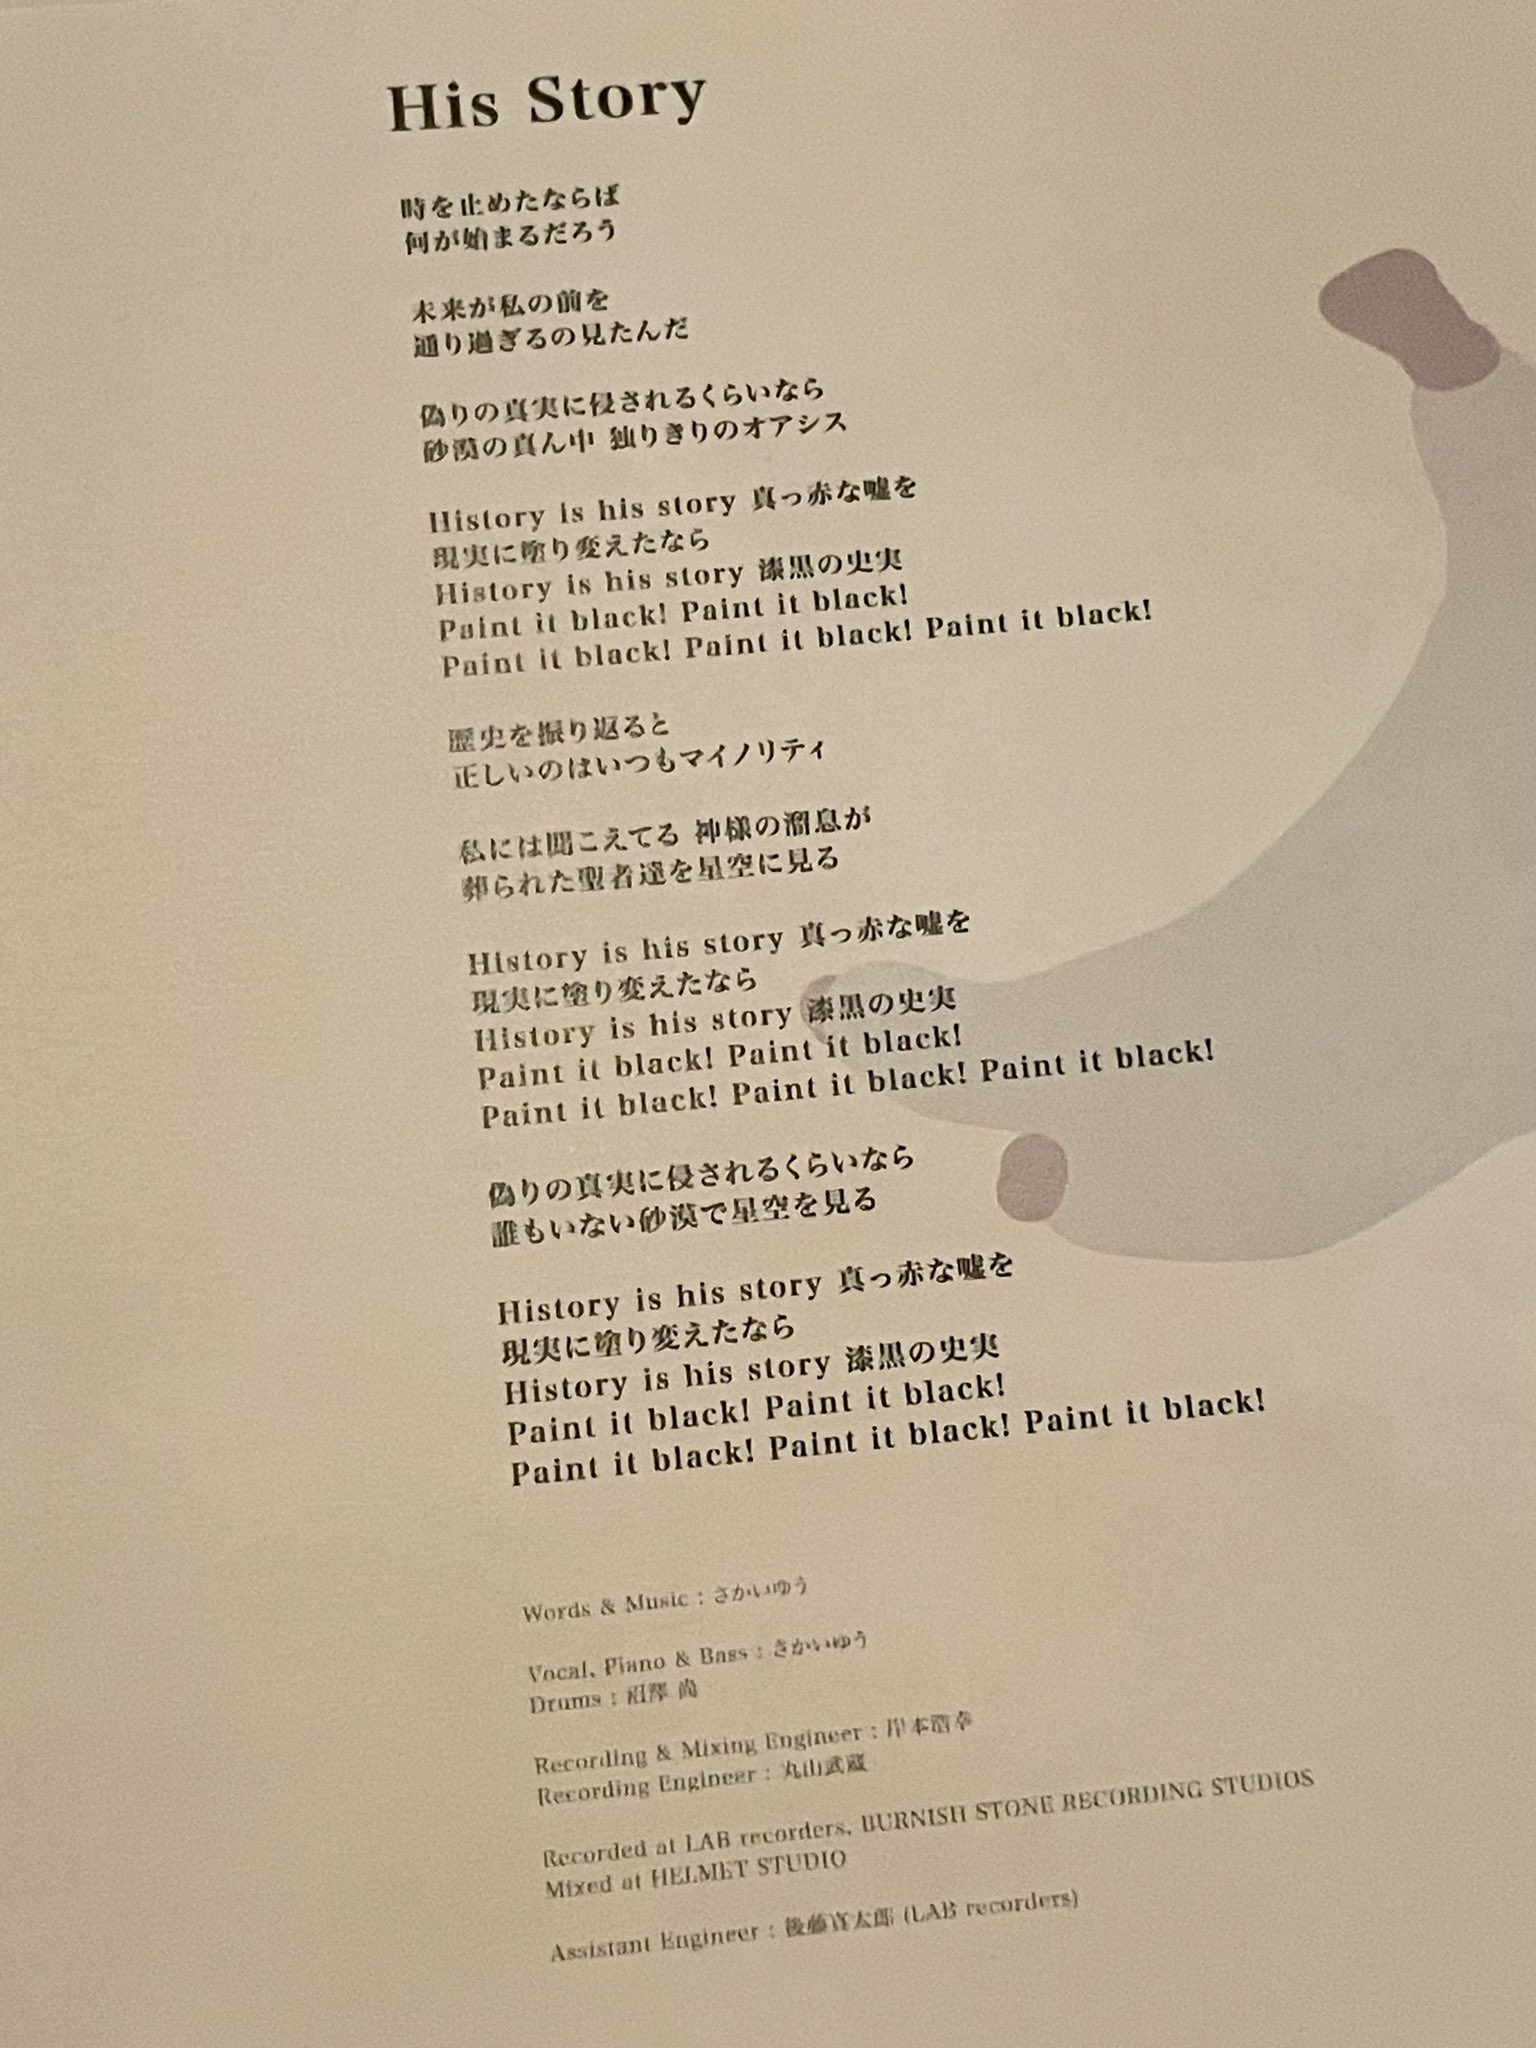 His Story
時を止めたならば
何が始まるだろう
未来が私の前を
通り過ぎるの見たんだ
偽りの真実に侵されるくらいなら
砂漠の真ん中 独りきりのオアシス
History is his story 真っ赤な嘘を
現実に塗り変えたなら
History is his story 漆黒の史実
Paint it black! Paint it black!
Paint it black! Paint it black! Paint it black!
歴史を振り返ると
正しいのはいつもマイノリティ
私には聞こえてる 神様の溜息が
葬られた聖者達を星空に見る
History is his story 真っ赤な嘘を
現実に塗り変えたなら
History is his story 漆黒の史実
Paint it black! Paint it black!
Paint it black! Paint it black! Paint it black!
偽りの真実に侵されるくらいなら
誰もいない砂漠で星空を見る
History is his story 真っ赤な嘘を
現実に塗り変えたなら
History is his story 漆黒の史実
Paint it black! Paint it black!
Paint it black! Paint it black! Paint it black!
Words & Music : さかいゆう
Vocal, Piano & Bass : さかいゆう
Drums : 沼澤 尚
Recording & Mixing Engineer : 岸本浩幸
Recording Engineer : 丸山武蔵
Recorded at LAB recorders, BURNISH STONE RECORDING STUDIOS
Mixed at HELMET STUDIO
Assistant Engineer : 後藤真太郎 (LAB recorders)